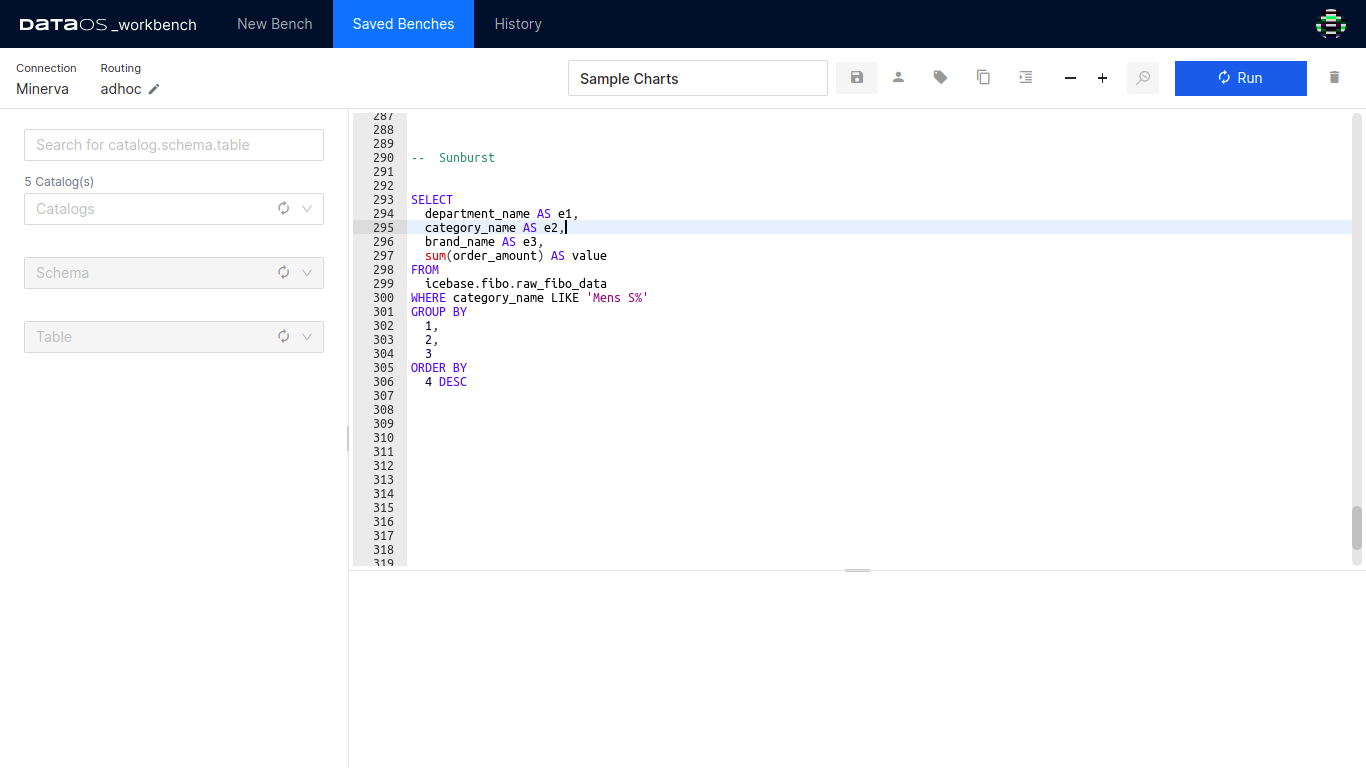 DATAOS _workbench New Bench Saved Benches History
Connection Routing
Minerva adhoc
Sample Charts
Run
Search for catalog.schema.table
5 Catalog(s)
Catalogs
Schema
Table
287
288
289
290 -- Sunburst
291
292
293 SELECT
294 department_name AS e1,
295 category_name AS e2,
296 brand_name AS e3,
297 sum(order_amount) AS value
298 FROM
299 icebase.fibo.raw_fibo_data
300 WHERE category_name LIKE 'Mens S%'
301 GROUP BY
302 1,
303 2,
304 3
305 ORDER BY
306 4 DESC
307
308
309
310
311
312
313
314
315
316
317
318
319